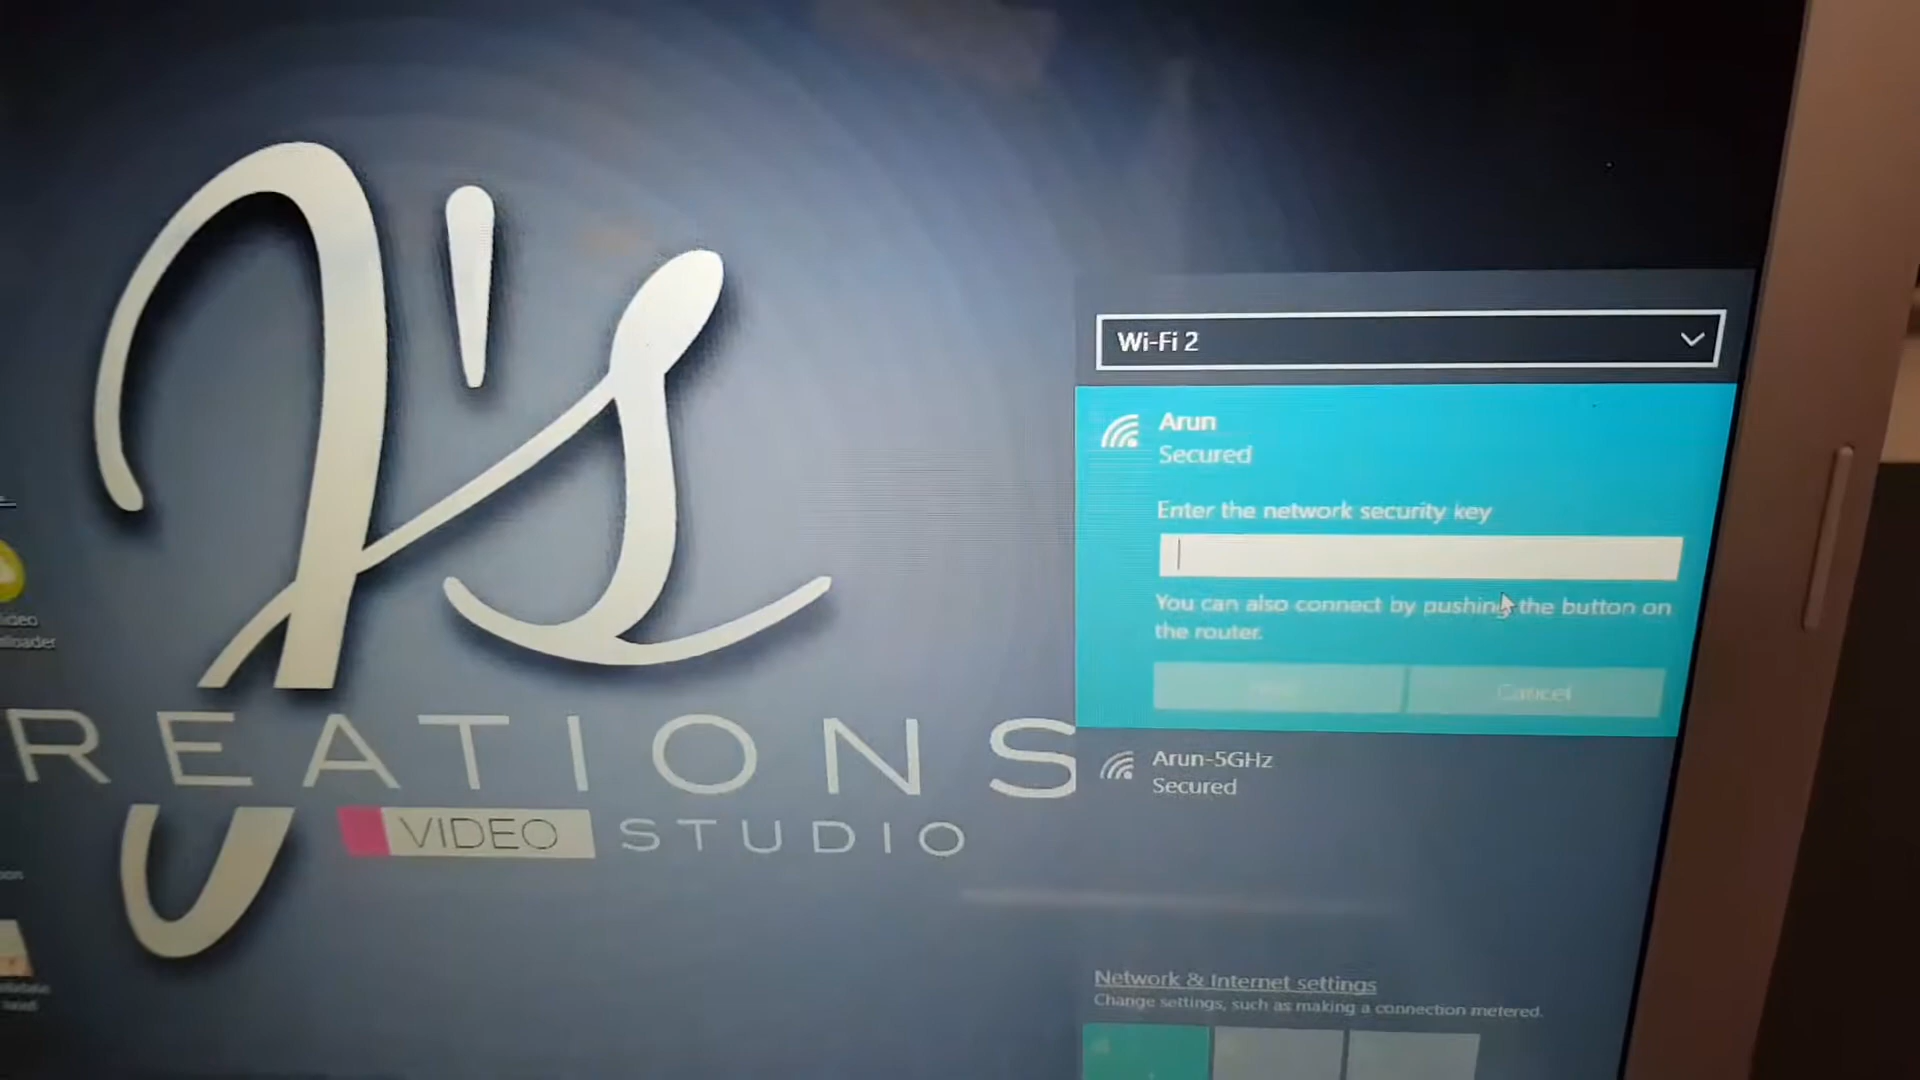 J's
REATIONS
VIDEO STUDIO
Wi-Fi 2
Arun
Secured
Enter the network security key
You can also connect by pushing the button on
the router.
Cancel
Arun-5GHz
Secured
Network & Internet settings
Change settings, such as making a connection metered.